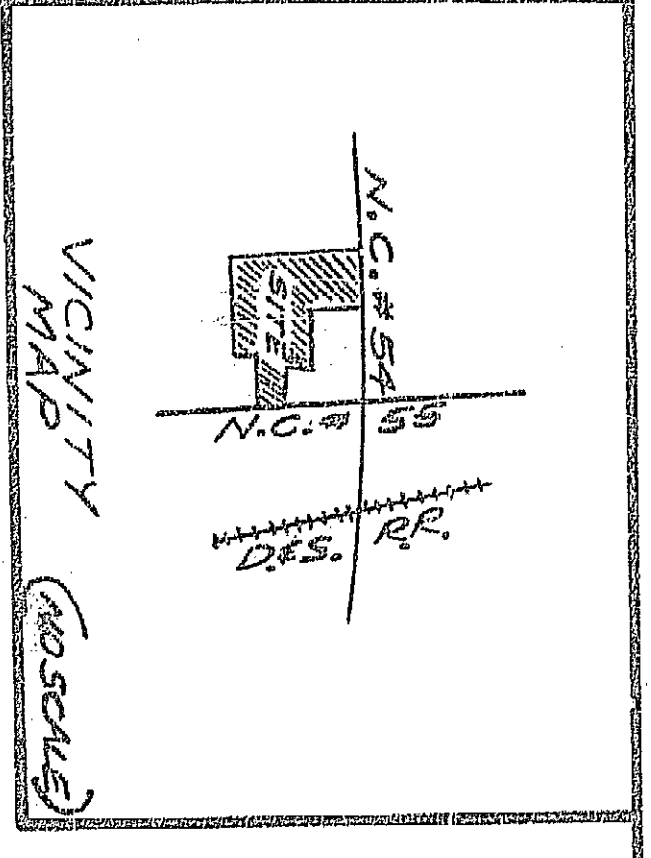 N.C. # 54
SITE
N.C. # 55
D.&S. R.R.
VICINITY
MAP
(NO SCALE)